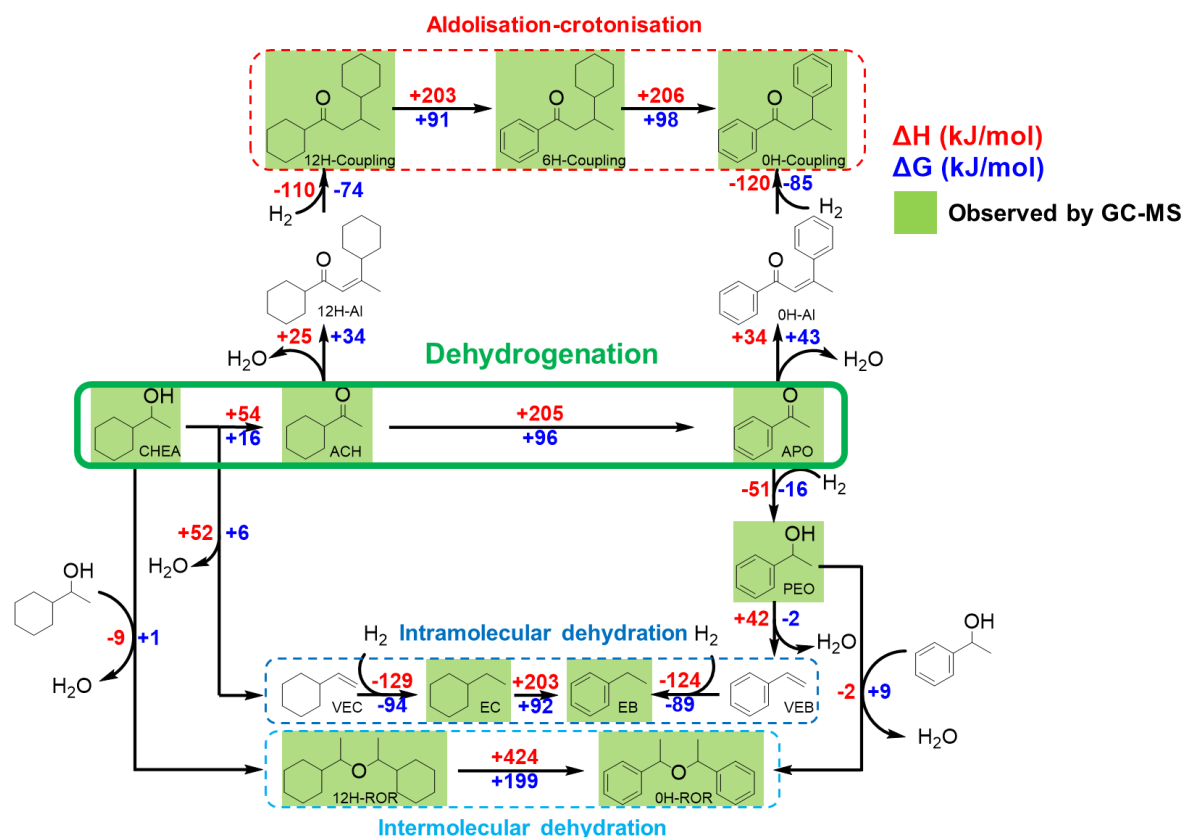 Aldolisation-crotonisation
O
+203
+91
O
+206
+98
O
12H-Coupling
6H-Coupling
0H-Coupling
ΔH (kJ/mol)
ΔG (kJ/mol)
Observed by GC-MS
-110
-74
H2
-120
-85
H2
O
12H-Al
O
0H-Al
+25
+34
H2O
+34
+43
H2O
Dehydrogenation
OH
CHEA
+54
+16
O
ACH
+205
+96
O
APO
-51
-16
H2
+52
+6
H2O
OH
PEO
OH
-9
+1
H2O
+42
-2
H2O
OH
-2
+9
H2O
H2
Intramolecular dehydration
H2
VEC
-129
-94
EC
+203
+92
EB
-124
-89
VEB
O
12H-ROR
+424
+199
O
0H-ROR
Intermolecular dehydration